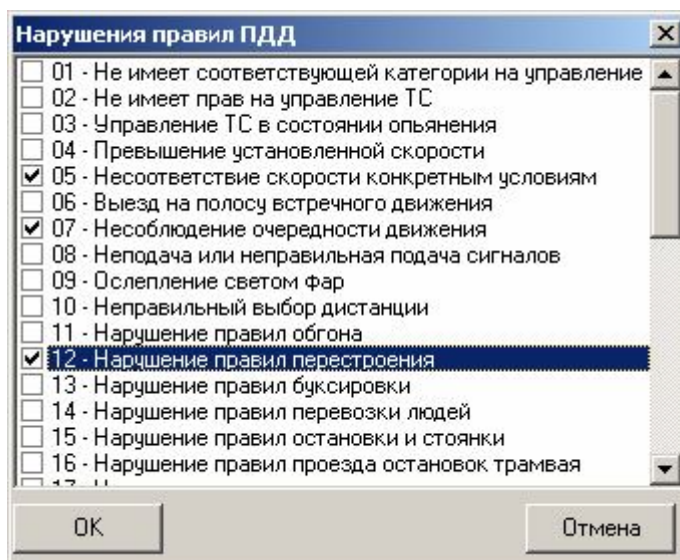 Нарушения правил ПДД
01 - Не имеет соответствующей категории на управление
02 - Не имеет прав на управление ТС
03 - Управление ТС в состоянии опьянения
04 - Превышение установленной скорости
05 - Несоответствие скорости конкретным условиям
06 - Выезд на полосу встречного движения
07 - Несоблюдение очередности движения
08 - Неподача или неправильная подача сигналов
09 - Ослепление светом фар
10 - Неправильный выбор дистанции
11 - Нарушение правил обгона
12 - Нарушение правил перестроения
13 - Нарушение правил буксировки
14 - Нарушение правил перевозки людей
15 - Нарушение правил остановки и стоянки
16 - Нарушение правил проезда остановок трамвая
OK
Отмена